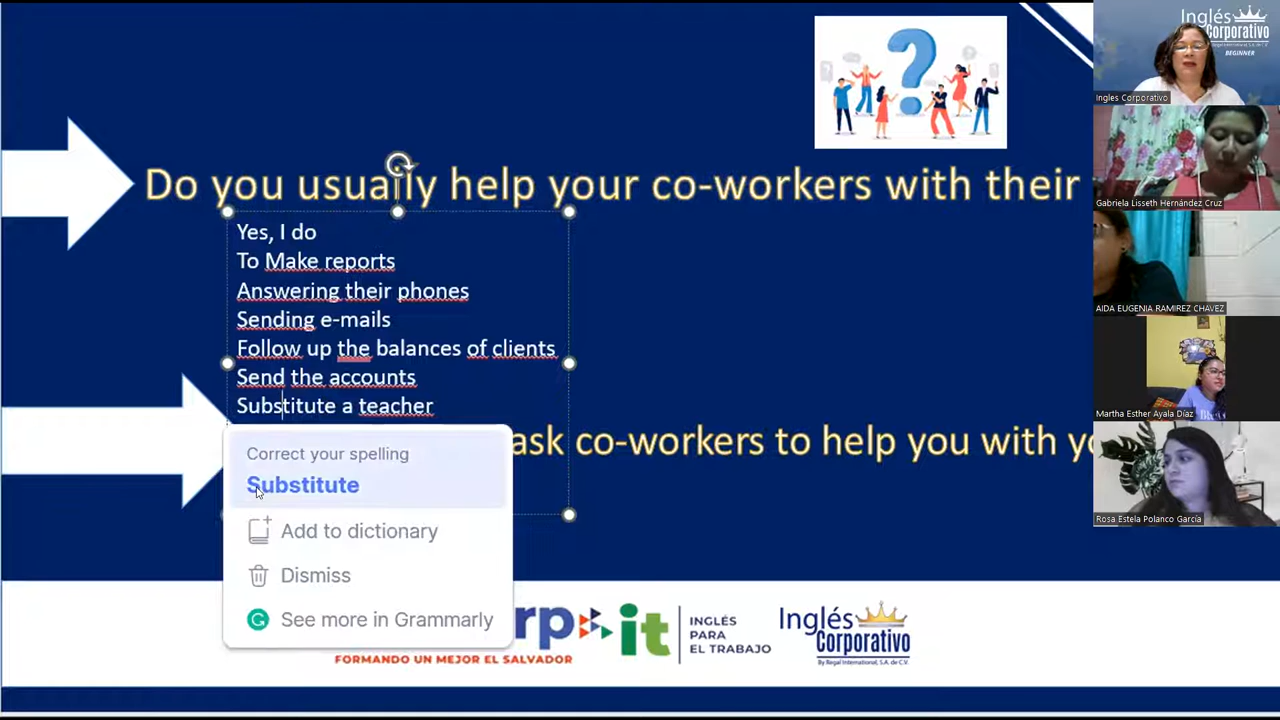 Do you usually help your co-workers with their
Yes, I do
To Make reports
Answering their phones
Sending e-mails
Follow up the balances of clients
Send the accounts
Substitute a teacher
ask co-workers to help you with
Correct your spelling
Substitute
Add to dictionary
Dismiss
See more in Grammarly
rp it
INGLÉS
PARA
EL TRABAJO
FORMANDO UN MEJOR EL SALVADOR
Inglés
Corporativo
By Regal International, S.A. de C.V.
Inglés
Corporativo
BEGINNER
Ingles Corporativo
Gabriela Lisseth Hernández Cruz
AIDA EUGENIA RAMIREZ CHAVEZ
Martha Esther Ayala Díaz
Rosa Estela Polanco García